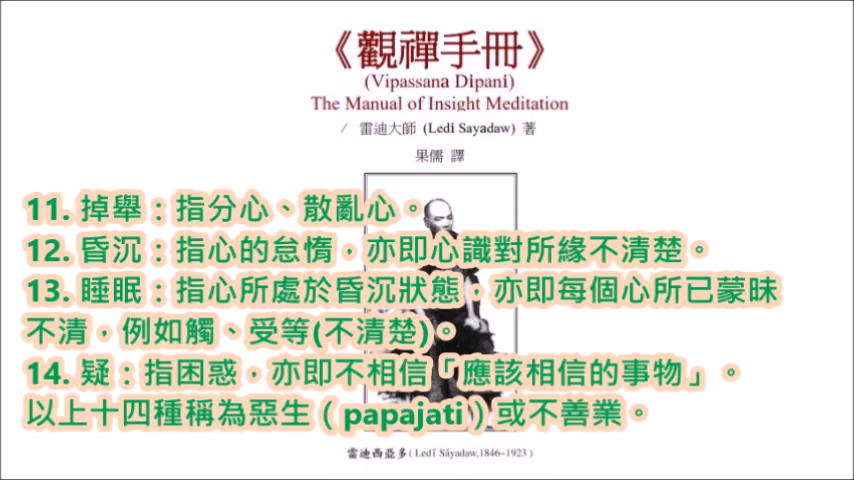 《觀禪手冊》
(Vipassana Dīpanī)
The Manual of Insight Meditation
/ 雷迪大師 (Ledi Sayadaw) 著
果儒 譯
11. 掉舉：指分心、散亂心。
12. 昏沉：指心的怠惰，亦即心識對所緣不清楚。
13. 睡眠：指心所處於昏沉狀態，亦即每個心所已蒙昧
不清，例如觸、受等(不清楚)。
14. 疑：指困惑，亦即不相信「應該相信的事物」。
以上十四種稱為惡生（papajati）或不善業。
雷迪西亞多(Ledī Sāyadaw,1846–1923)